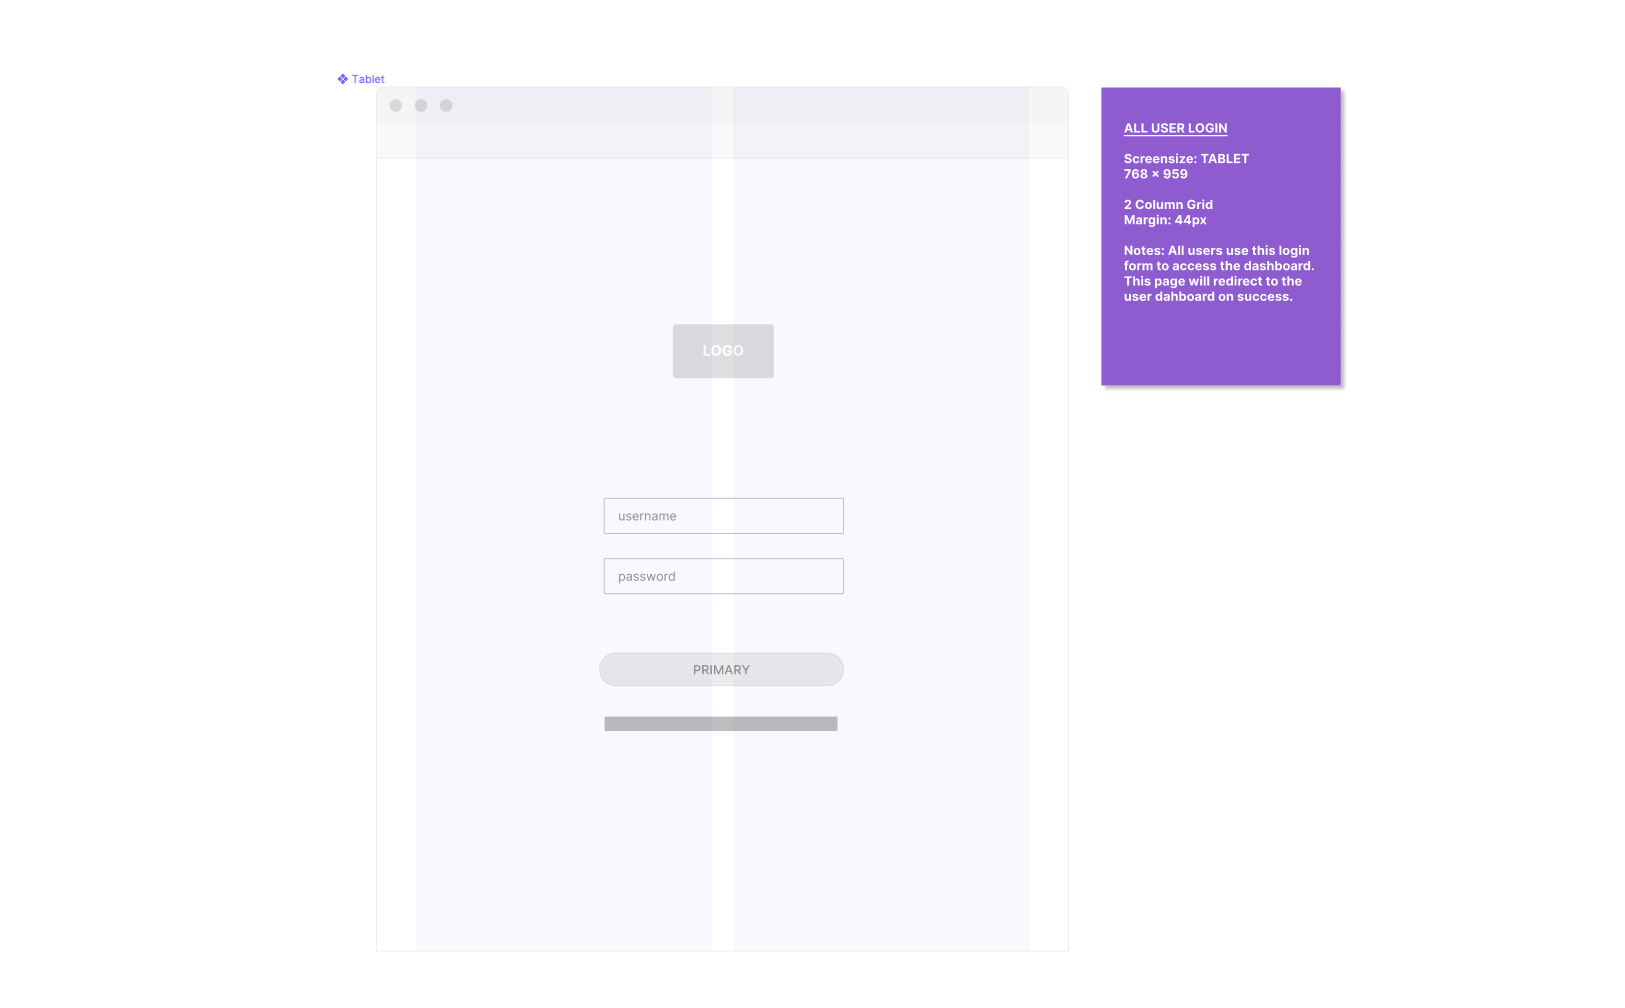 Tablet
LOGO
username
password
PRIMARY
ALL USER LOGIN
Screensize: TABLET
768 × 959
2 Column Grid
Margin: 44px
Notes: All users use this login
form to access the dashboard.
This page will redirect to the
user dahboard on success.